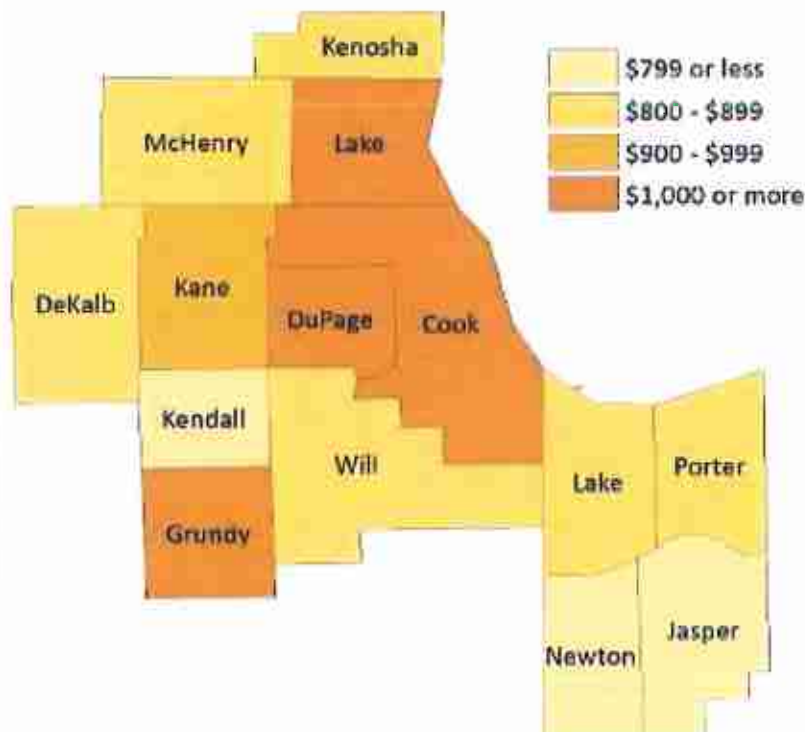 Kenosha
$799 or less
$800 - $899
$900 - $999
$1,000 or more
McHenry
Lake
DeKalb
Kane
DuPage
Cook
Kendall
Will
Lake
Porter
Grundy
Newton
Jasper